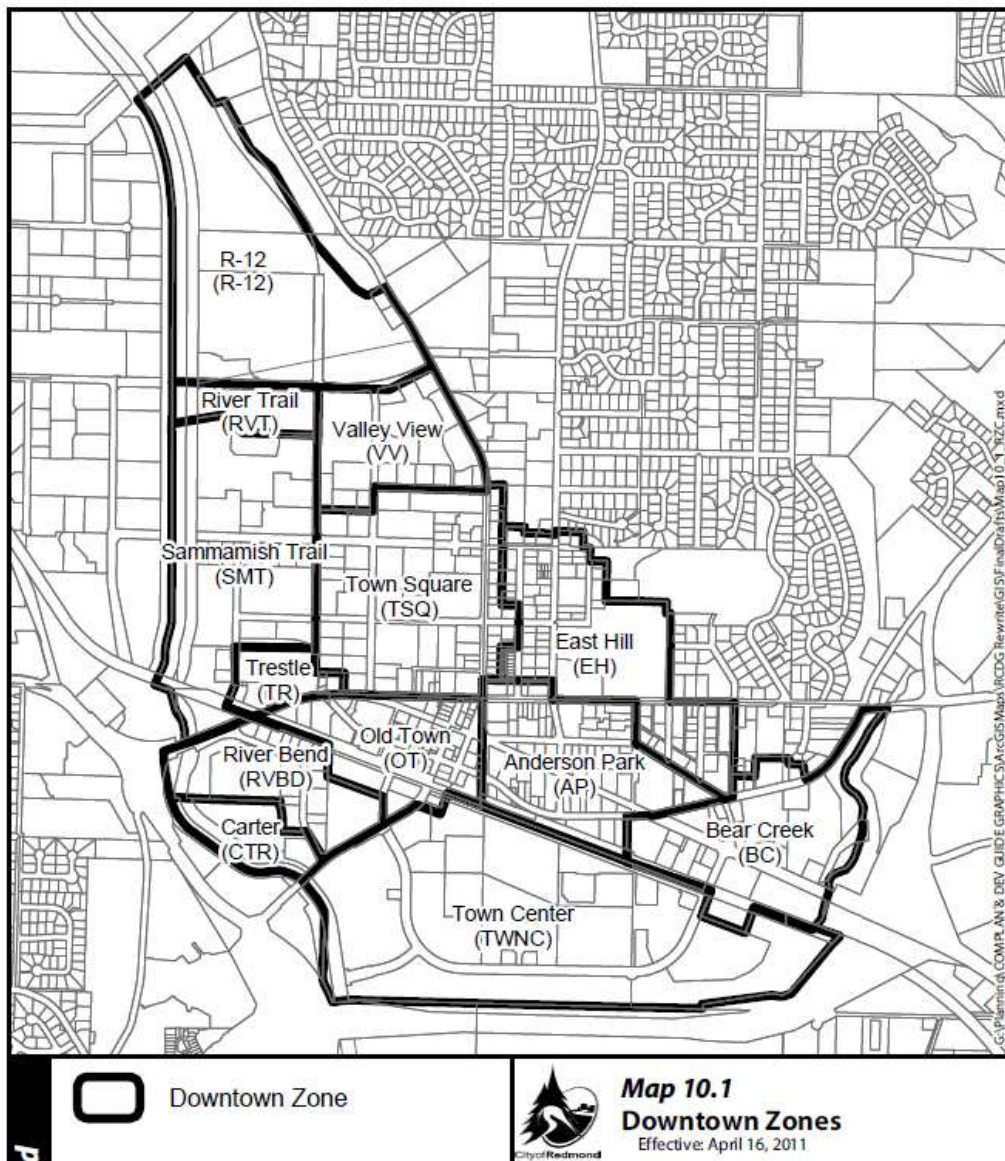 R-12
(R-12)
River Trail
(RVT)
Valley View
(VV)
Sammamish Trail
(SMT)
Town Square
(TSQ)
East Hill
(EH)
Trestle
(TR)
Old Town
(OT)
River Bend
(RVBD)
Anderson Park
(AP)
Carter
(CTR)
Bear Creek
(BC)
Town Center
(TWNC)
Downtown Zone
Map 10.1
Downtown Zones
Effective: April 16, 2011
City of Redmond